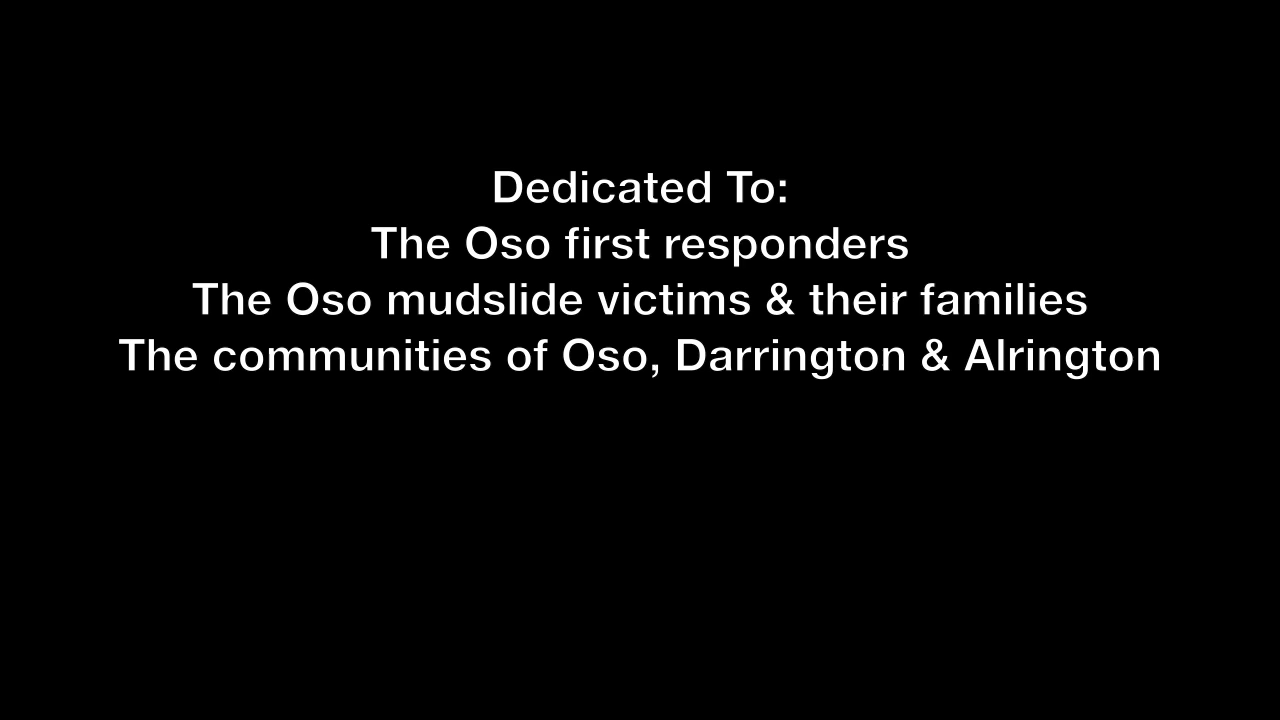 Dedicated To:
The Oso first responders
The Oso mudslide victims & their families
The communities of Oso, Darrington & Alrington